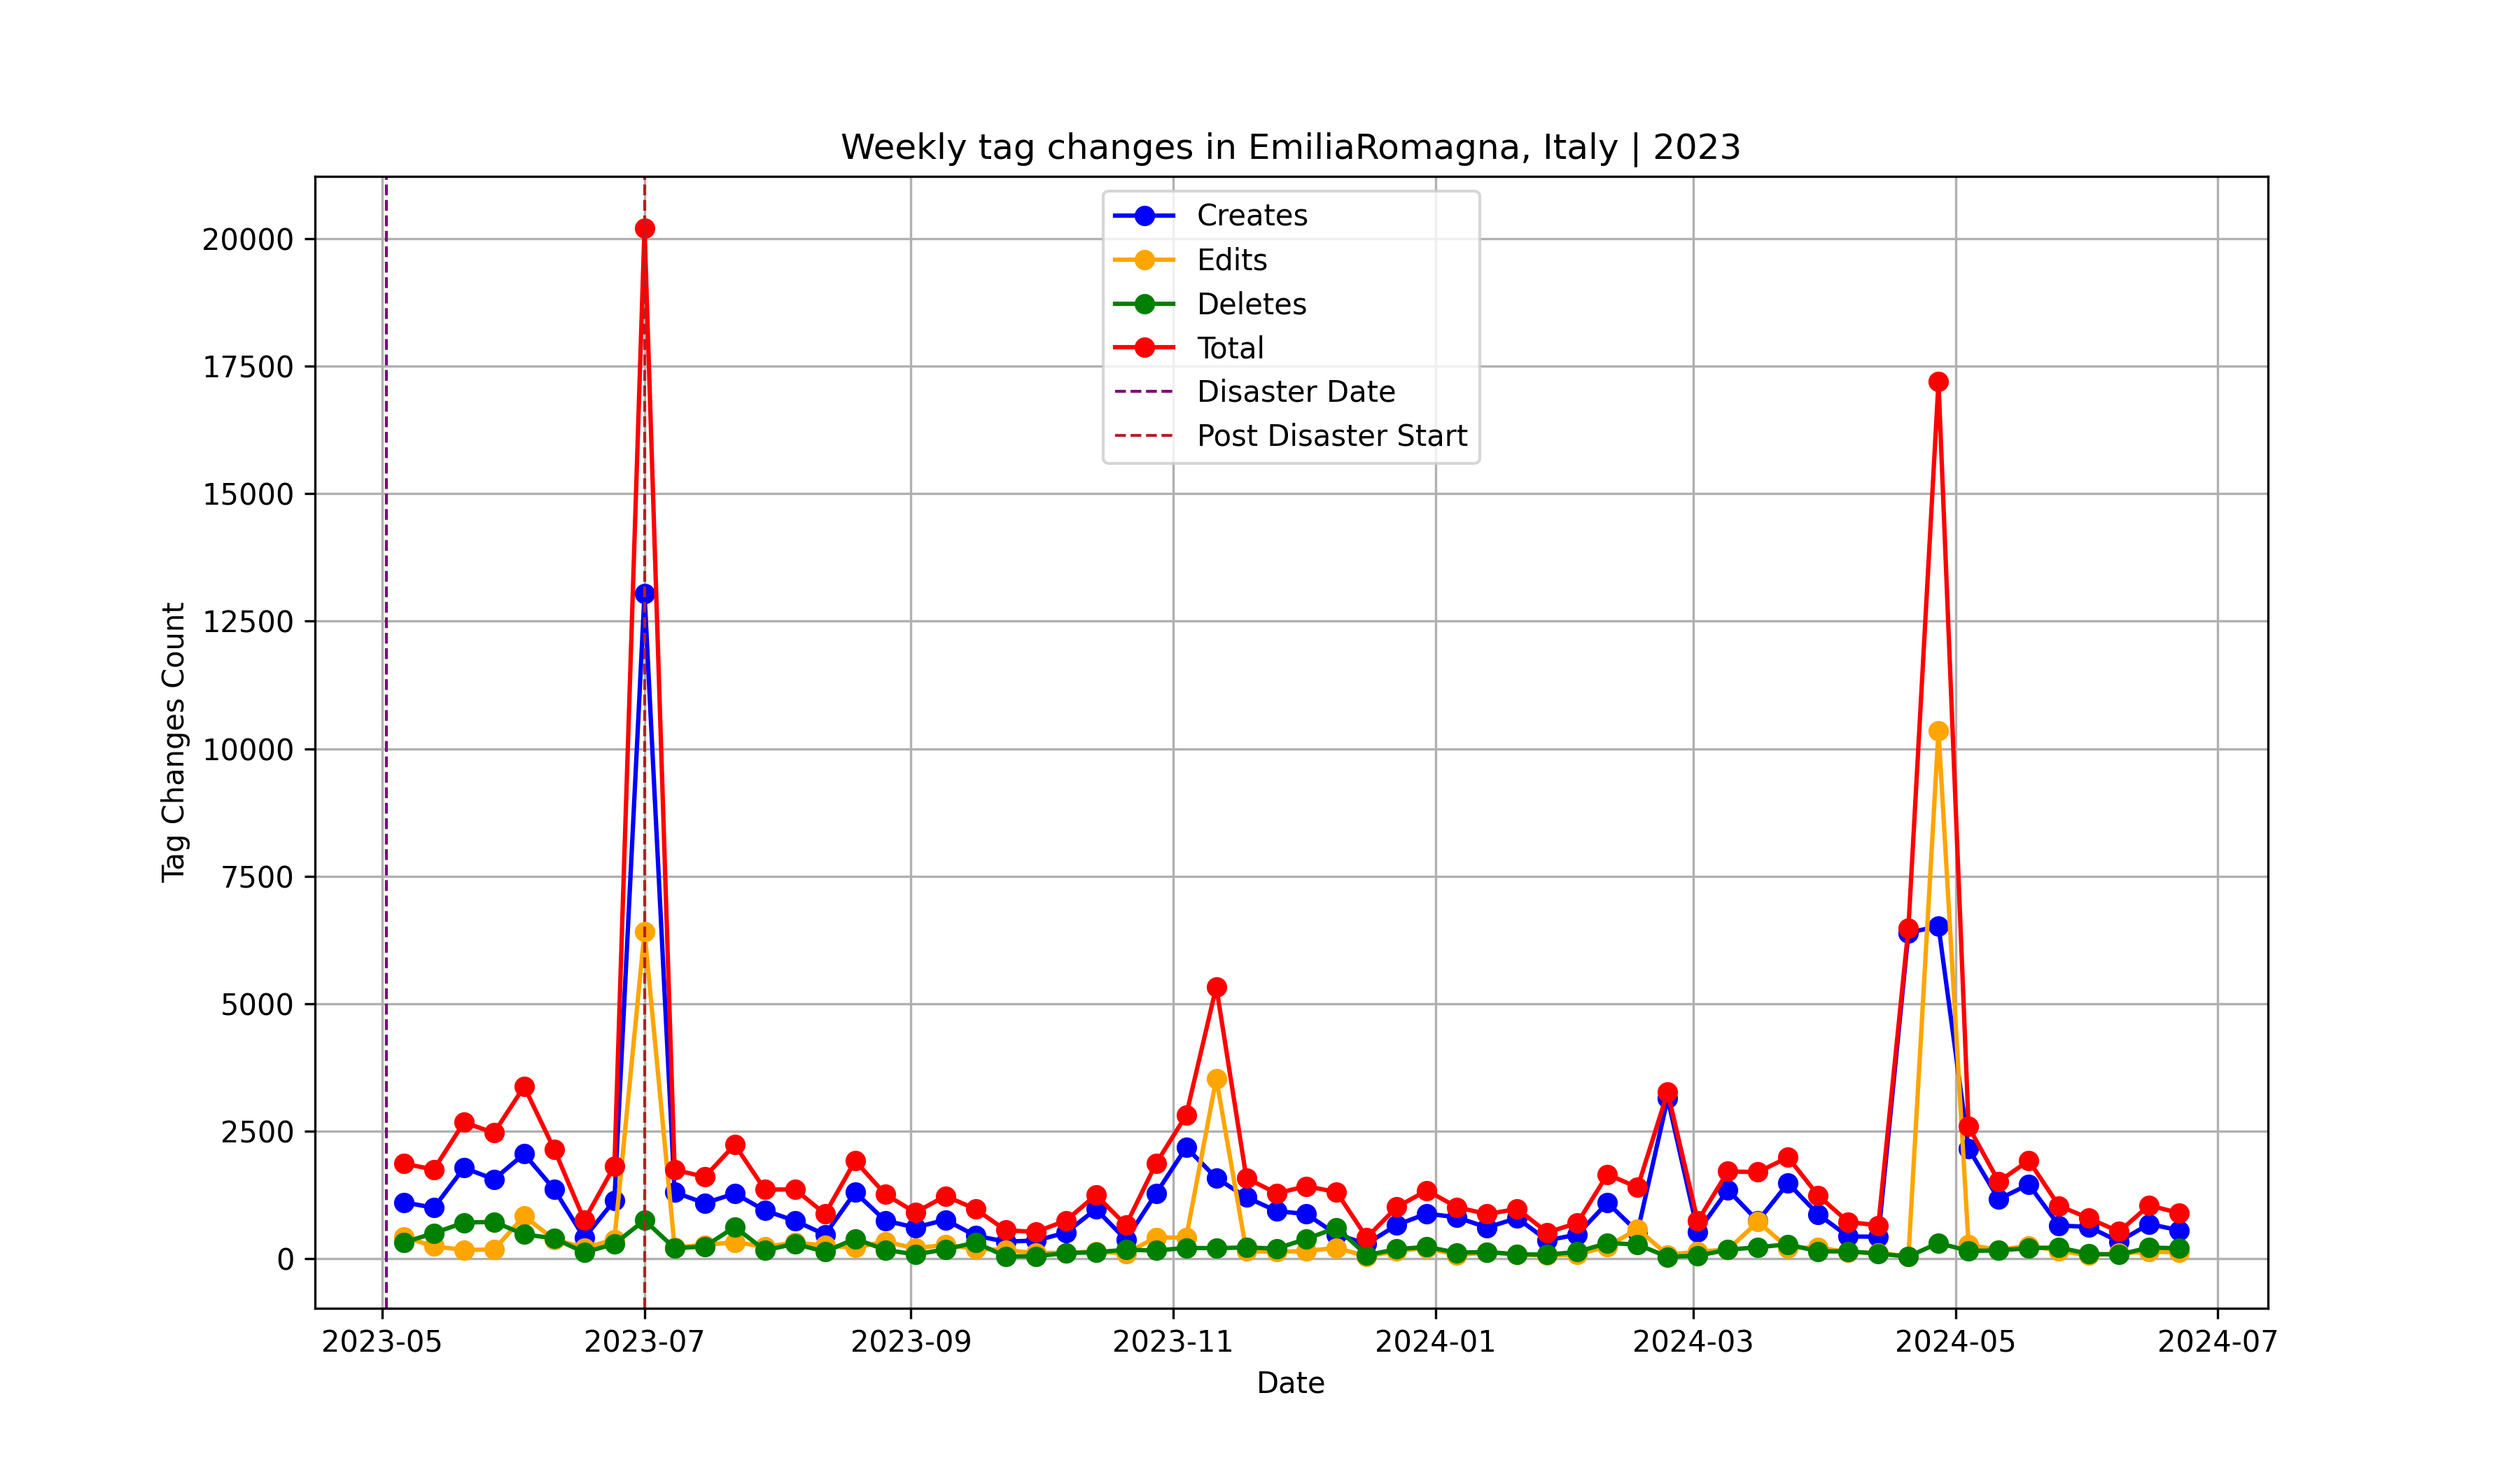 Weekly tag changes in EmiliaRomagna, Italy | 2023
Creates
Edits
Deletes
Total
Disaster Date
Post Disaster Start
Tag Changes Count
20000
17500
15000
12500
10000
7500
5000
2500
0
2023-05 2023-07 2023-09 2023-11 2024-01 2024-03 2024-05 2024-07
Date